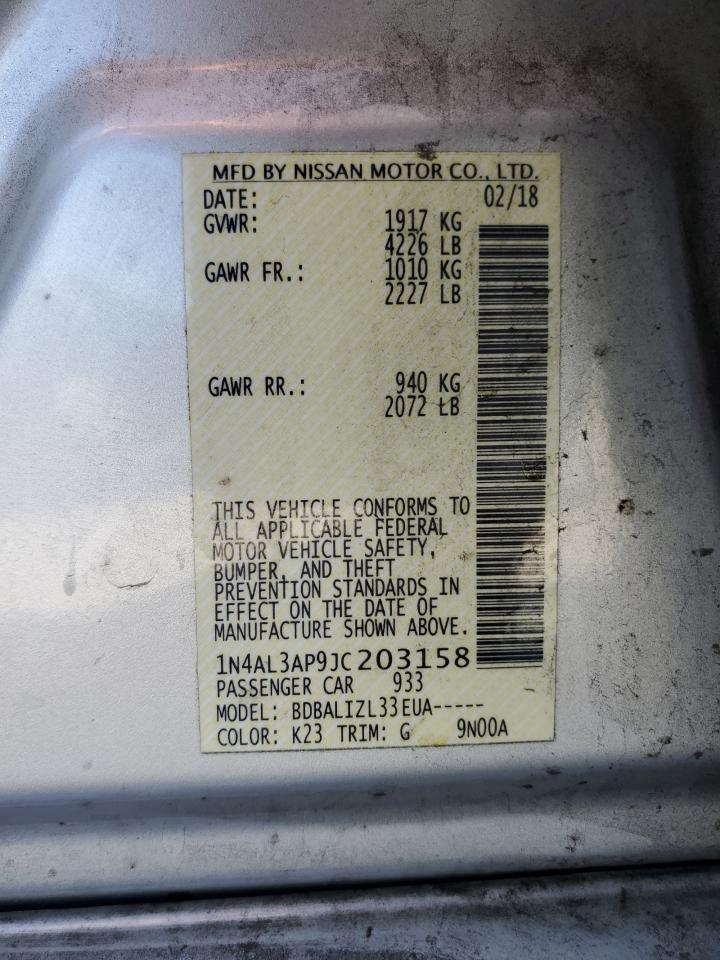 MFD BY NISSAN MOTOR CO., LTD.
DATE: 02/18
GVWR: 1917 KG
4226 LB
GAWR FR.: 1010 KG
2227 LB
GAWR RR.: 940 KG
2072 LB
THIS VEHICLE CONFORMS TO
ALL APPLICABLE FEDERAL
MOTOR VEHICLE SAFETY,
BUMPER, AND THEFT
PREVENTION STANDARDS IN
EFFECT ON THE DATE OF
MANUFACTURE SHOWN ABOVE.
1N4AL3AP9JC203158
PASSENGER CAR 933
MODEL: BDBALIZL33EUA-----
COLOR: K23 TRIM: G 9N00A